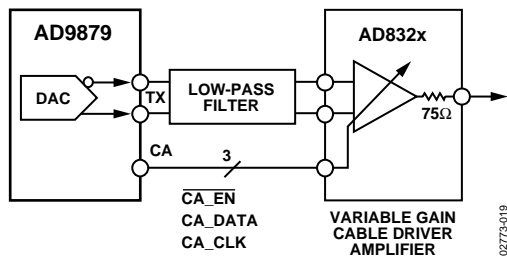 AD9879
DAC
TX
LOW-PASS
FILTER
AD832x
75Ω
CA
3
CA_EN
CA_DATA
CA_CLK
VARIABLE GAIN
CABLE DRIVER
AMPLIFIER
02773-019